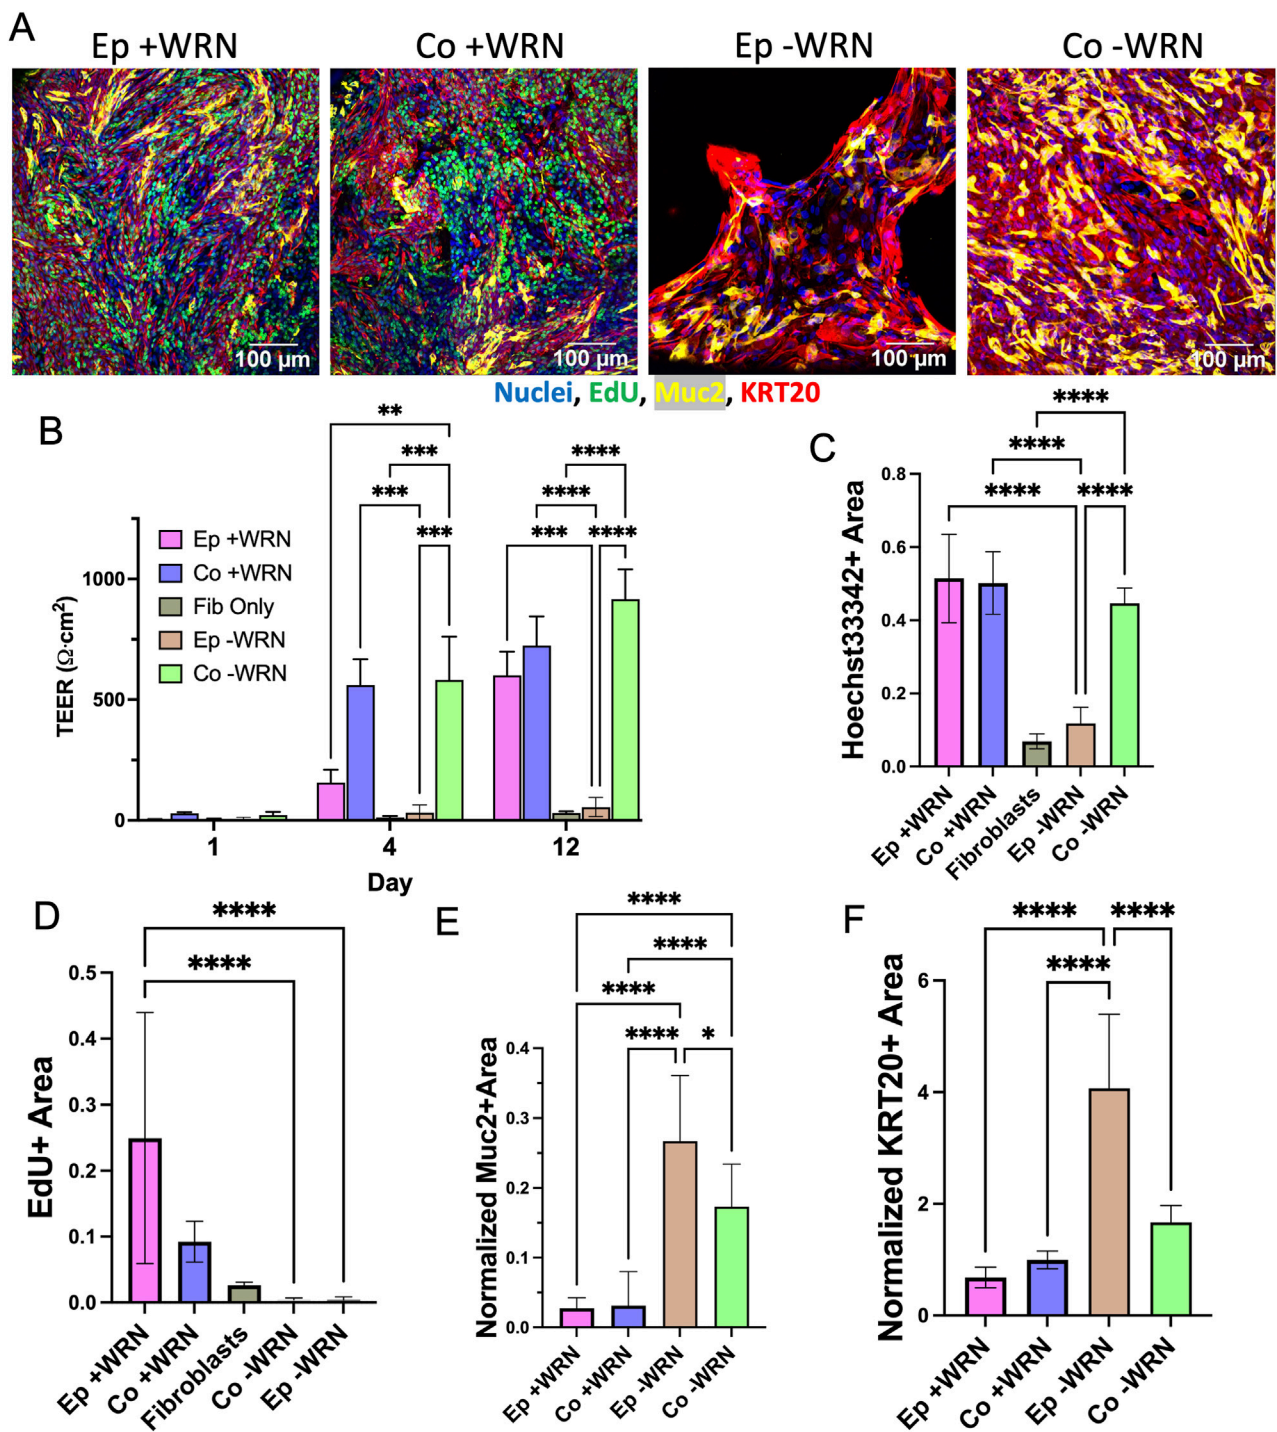 A
Ep +WRN
Co +WRN
Ep -WRN
Co -WRN
100 µm
100 µm
100 µm
100 µm
Nuclei, EdU, Muc2, KRT20
B
TEER (Ω·cm²)
1000
500
0
Ep +WRN
Co +WRN
Fib Only
Ep -WRN
Co -WRN
**
***
****
***
****
***
***
****
1
4
12
Day
C
Hoechst33342+ Area
0.8
0.6
0.4
0.2
0.0
****
****
****
****
Ep +WRN
Co +WRN
Fibroblasts
Ep -WRN
Co -WRN
D
EdU+ Area
0.5
0.4
0.3
0.2
0.1
0.0
****
****
Ep +WRN
Co +WRN
Fibroblasts
Co -WRN
Ep -WRN
E
Normalized Muc2+Area
0.4
0.3
0.2
0.1
0.0
****
****
****
****
*
Ep +WRN
Co +WRN
Ep -WRN
Co -WRN
F
Normalized KRT20+ Area
6
4
2
0
****
****
****
Ep +WRN
Co +WRN
Ep -WRN
Co -WRN